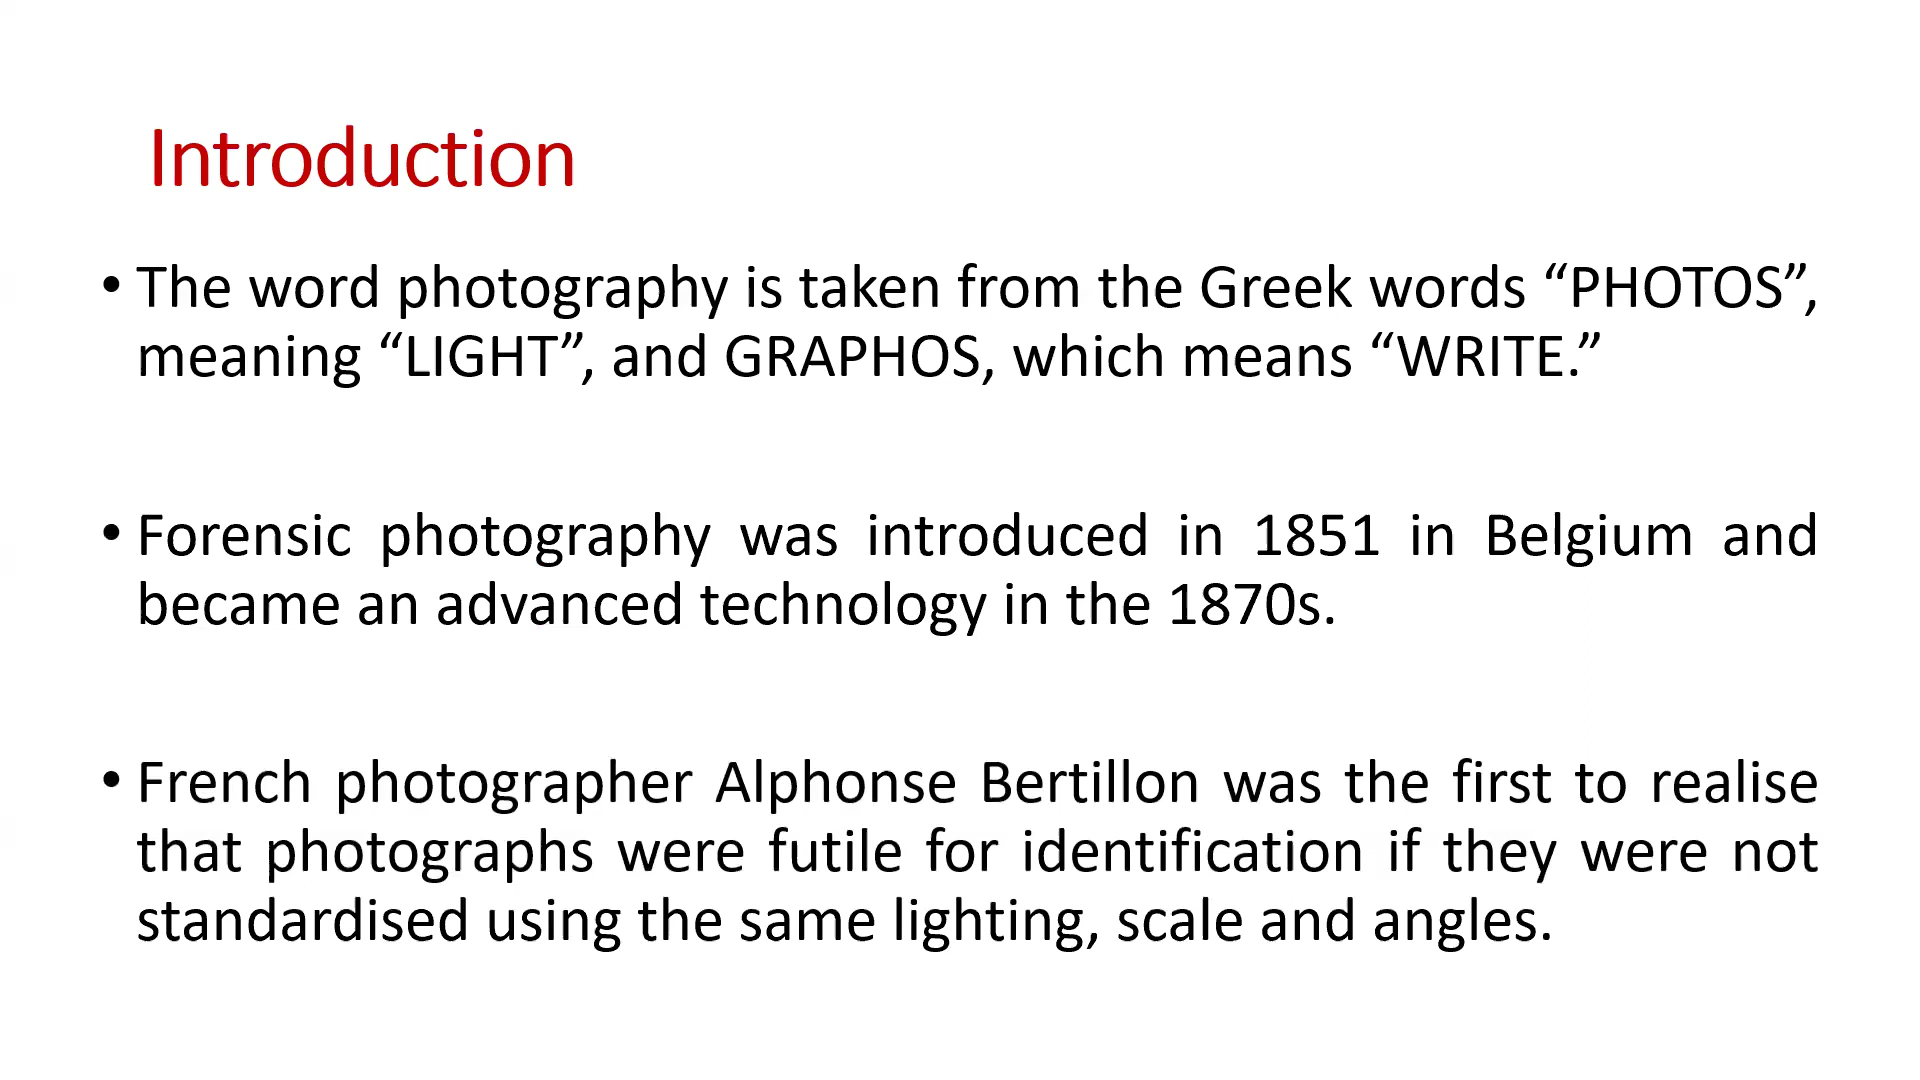 Introduction
• The word photography is taken from the Greek words “PHOTOS”,
meaning “LIGHT”, and GRAPHOS, which means “WRITE.”
• Forensic photography was introduced in 1851 in Belgium and
became an advanced technology in the 1870s.
• French photographer Alphonse Bertillon was the first to realise
that photographs were futile for identification if they were not
standardised using the same lighting, scale and angles.